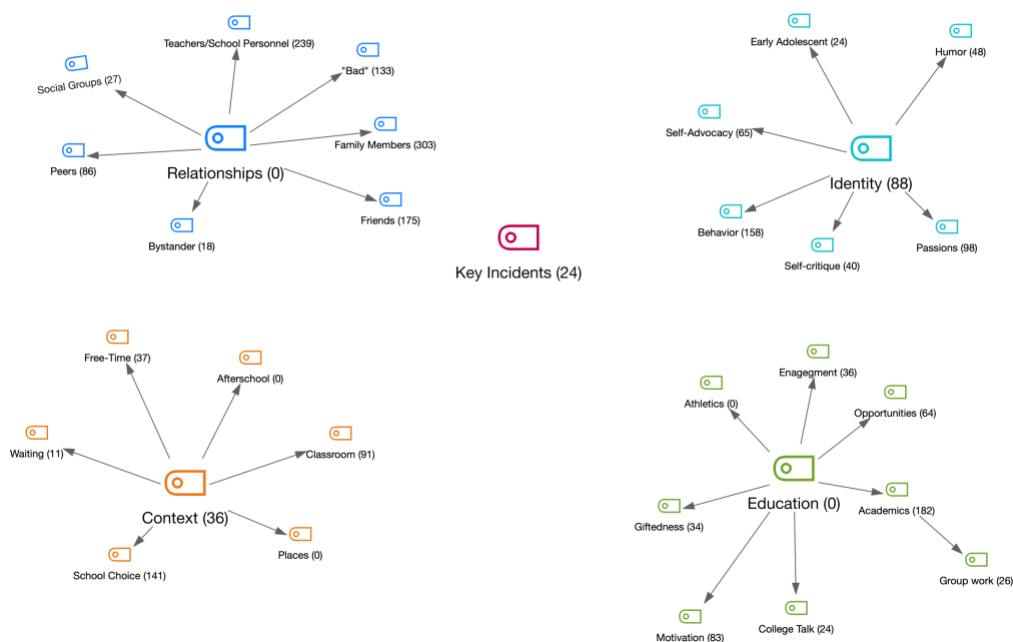 Teachers/School Personnel (239)
"Bad" (133)
Social Groups (27)
Family Members (303)
Peers (86)
Relationships (0)
Friends (175)
Bystander (18)
Early Adolescent (24)
Humor (48)
Self-Advocacy (65)
Identity (88)
Behavior (158)
Passions (98)
Self-critique (40)
Key Incidents (24)
Free-Time (37)
Afterschool (0)
Waiting (11)
Classroom (91)
Context (36)
Places (0)
School Choice (141)
Enagegment (36)
Athletics (0)
Opportunities (64)
Education (0)
Academics (182)
Giftedness (34)
Group work (26)
College Talk (24)
Motivation (83)